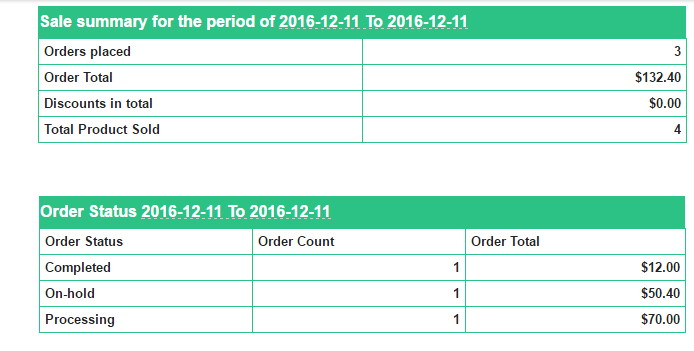 Sale summary for the period of 2016-12-11 To 2016-12-11
Orders placed 3
Order Total $132.40
Discounts in total $0.00
Total Product Sold 4
Order Status 2016-12-11 To 2016-12-11
Order Status Order Count Order Total
Completed 1 $12.00
On-hold 1 $50.40
Processing 1 $70.00